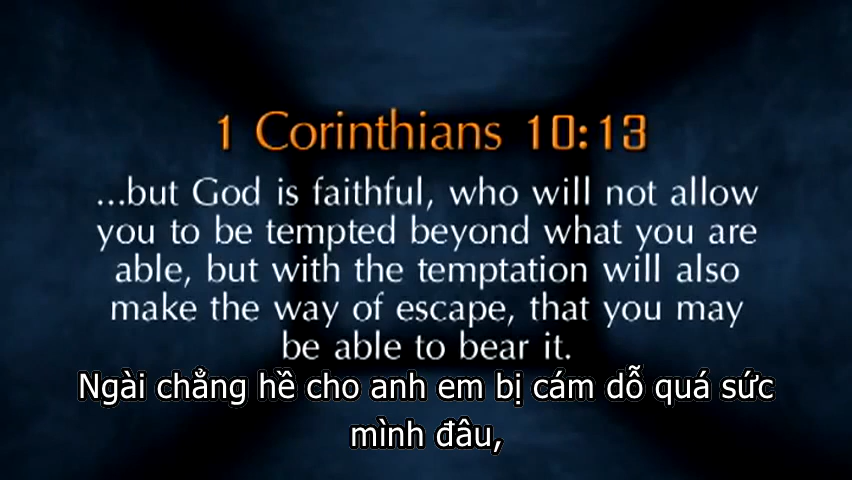 1 Corinthians 10:13
...but God is faithful, who will not allow
you to be tempted beyond what you are
able, but with the temptation will also
make the way of escape, that you may
be able to bear it.
Ngài chẳng hề cho anh em bị cám dỗ quá sức
mình đâu,